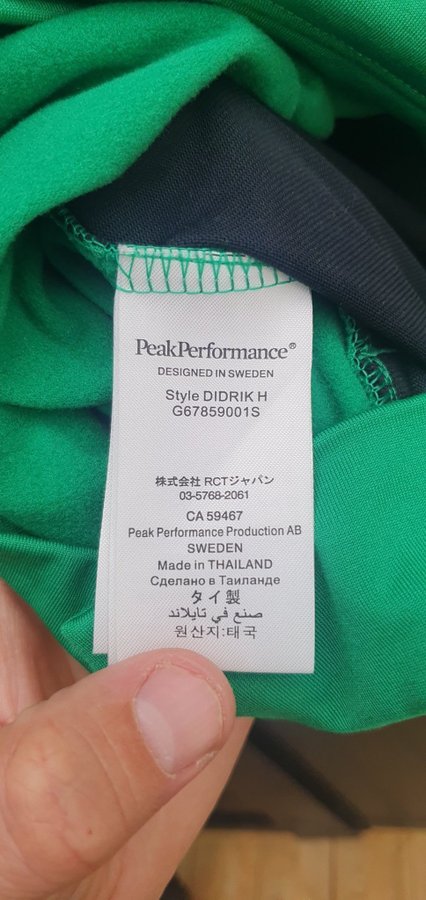 PeakPerformance®
DESIGNED IN SWEDEN
Style DIDRIK H
G67859001S
株式会社 RCTジャパン
03-5768-2061
CA 59467
Peak Performance Production AB
SWEDEN
Made in THAILAND
Сделано в Таиланде
タイ製
صنع في تايلاند
원산지:태국